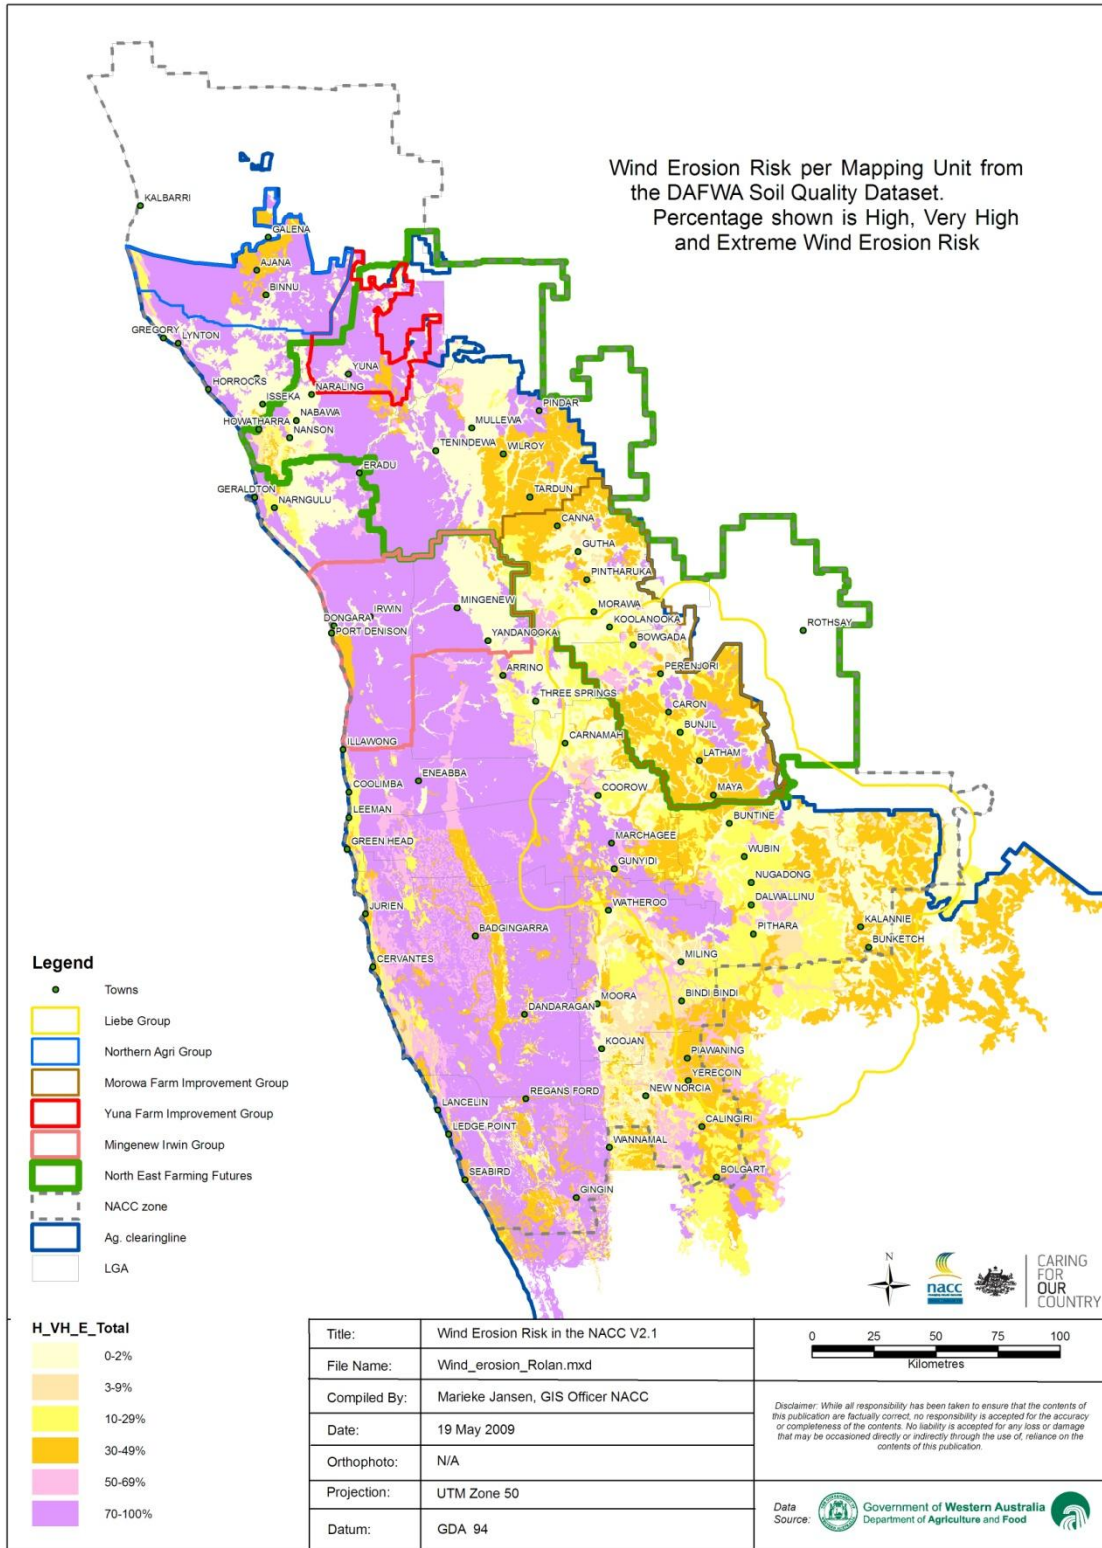 Wind Erosion Risk per Mapping Unit from
the DAFWA Soil Quality Dataset.
Percentage shown is High, Very High
and Extreme Wind Erosion Risk
KALBARRI
GALENA
AJANA
BINNU
GREGORY
LYNTON
HORROCKS
YUNA
NARALING
ISSEKA
NABAWA
HOWATHARRA
NANSON
PINDAR
MULLEWA
TENINDEWA
WILROY
ERADU
GERALDTON
NARNGULU
TARDUN
CANNA
GUTHA
PINTHARUKA
MINGENEW
MORAWA
IRWIN
DONGARA
PORT DENISON
KOOLANOOKA
ROTHSAY
YANDANOOKA
BOWGADA
ARRINO
PERENJORI
THREE SPRINGS
CARON
BUNJIL
CARNAMAH
ILLAWONG
LATHAM
ENEABBA
COOLIMBA
COOROW
MAYA
LEEMAN
BUNTINE
GREEN HEAD
MARCHAGEE
WUBIN
GUNYIDI
NUGADONG
JURIEN
WATHEROO
DALWALLINU
KALANNIE
BADGINGARRA
PITHARA
BUNKETCH
CERVANTES
MILING
MOORA
BINDI BINDI
DANDARAGAN
KOOJAN
PIAWANING
YERECOIN
REGANS FORD
NEW NORCIA
LANCELIN
CALINGIRI
LEDGE POINT
WANNAMAL
SEABIRD
BOLGART
GINGIN
Legend
Towns
Liebe Group
Northern Agri Group
Morowa Farm Improvement Group
Yuna Farm Improvement Group
Mingenew Irwin Group
North East Farming Futures
NACC zone
Ag. clearingline
LGA
H_VH_E_Total
0-2%
3-9%
10-29%
30-49%
50-69%
70-100%
N
nacc
CARING
FOR
OUR
COUNTRY
Title: Wind Erosion Risk in the NACC V2.1
File Name: Wind_erosion_Rolan.mxd
Compiled By: Marieke Jansen, GIS Officer NACC
Date: 19 May 2009
Orthophoto: N/A
Projection: UTM Zone 50
Datum: GDA 94
0 25 50 75 100
Kilometres
Disclaimer: While all responsibility has been taken to ensure that the contents of
this publication are factually correct, no responsibility is accepted for the accuracy
or completeness of the contents. No liability is accepted for any loss or damage
that may be occasioned directly or indirectly through the use of, reliance on the
contents of this publication.
Data
Source:
Government of Western Australia
Department of Agriculture and Food